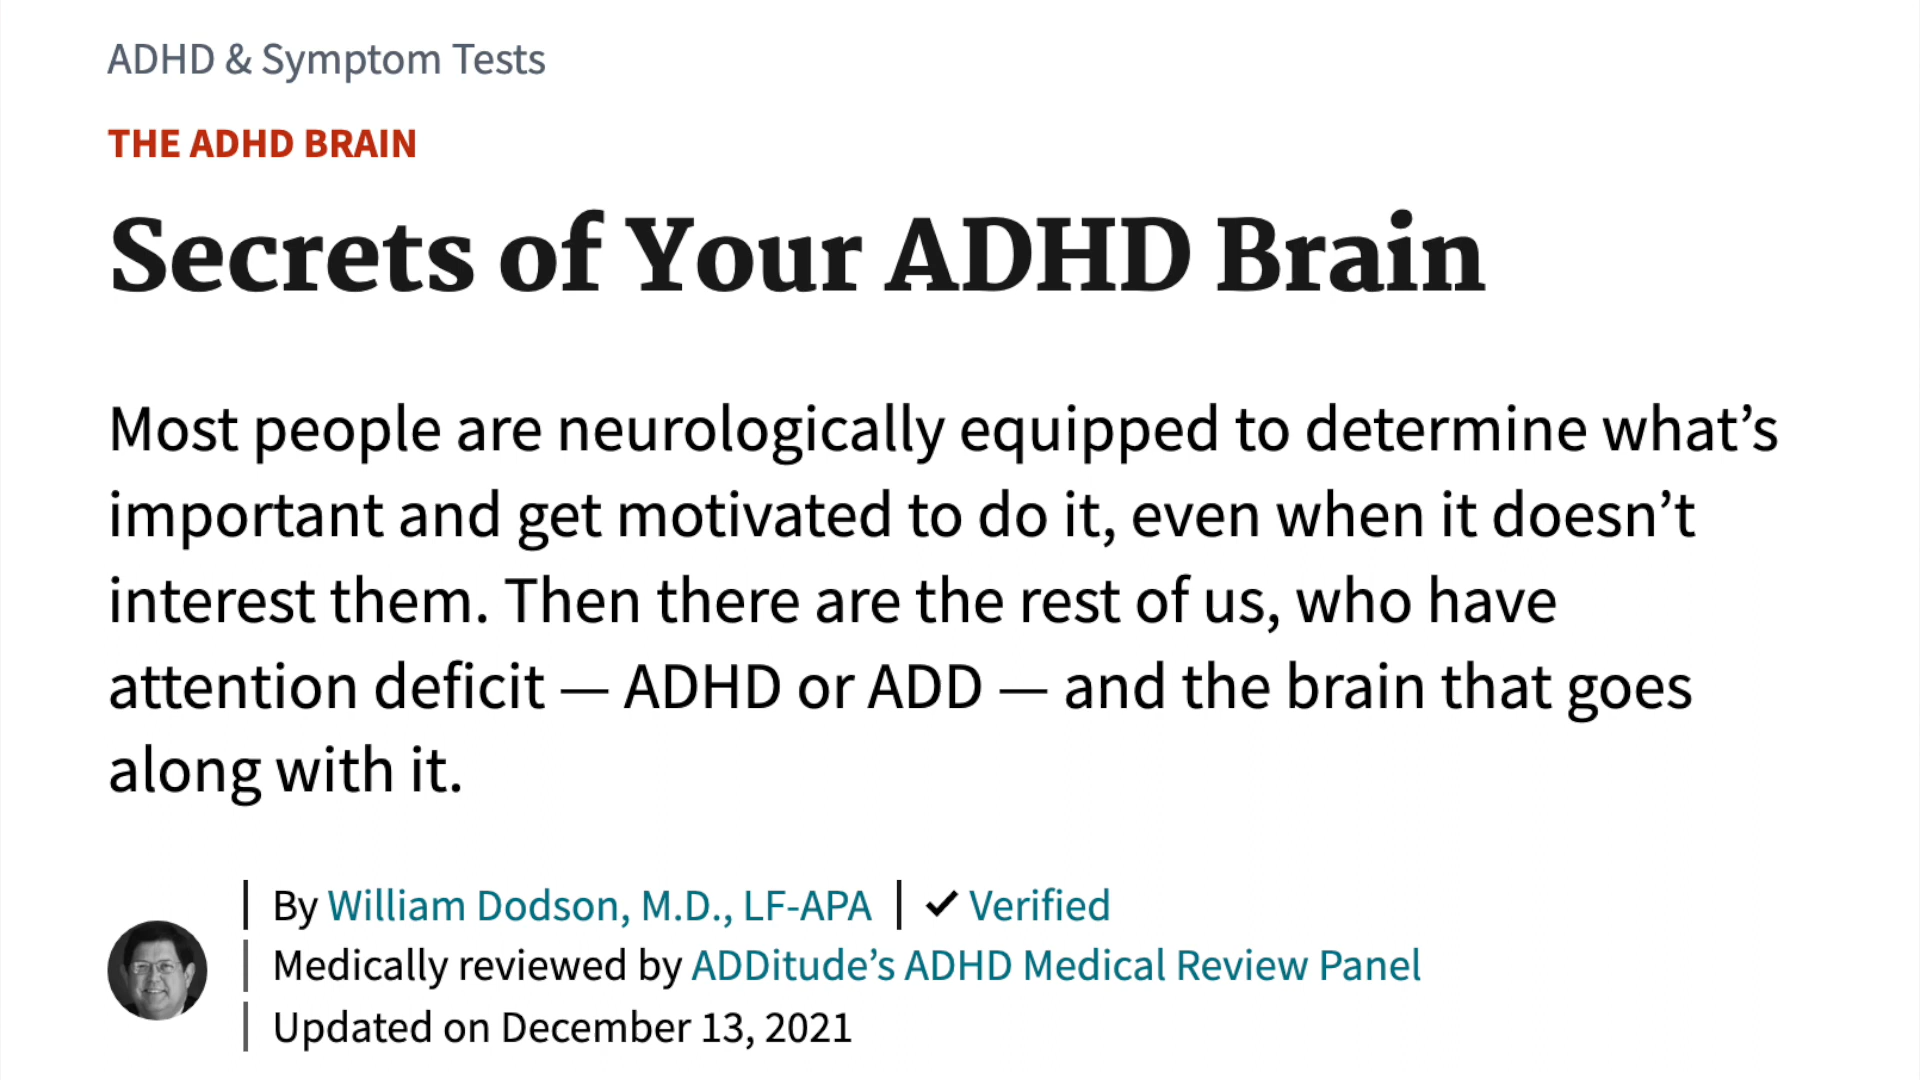 ADHD & Symptom Tests
THE ADHD BRAIN
Secrets of Your ADHD Brain
Most people are neurologically equipped to determine what’s
important and get motivated to do it, even when it doesn’t
interest them. Then there are the rest of us, who have
attention deficit — ADHD or ADD — and the brain that goes
along with it.
By William Dodson, M.D., LF-APA | ✓ Verified
Medically reviewed by ADDitude’s ADHD Medical Review Panel
Updated on December 13, 2021